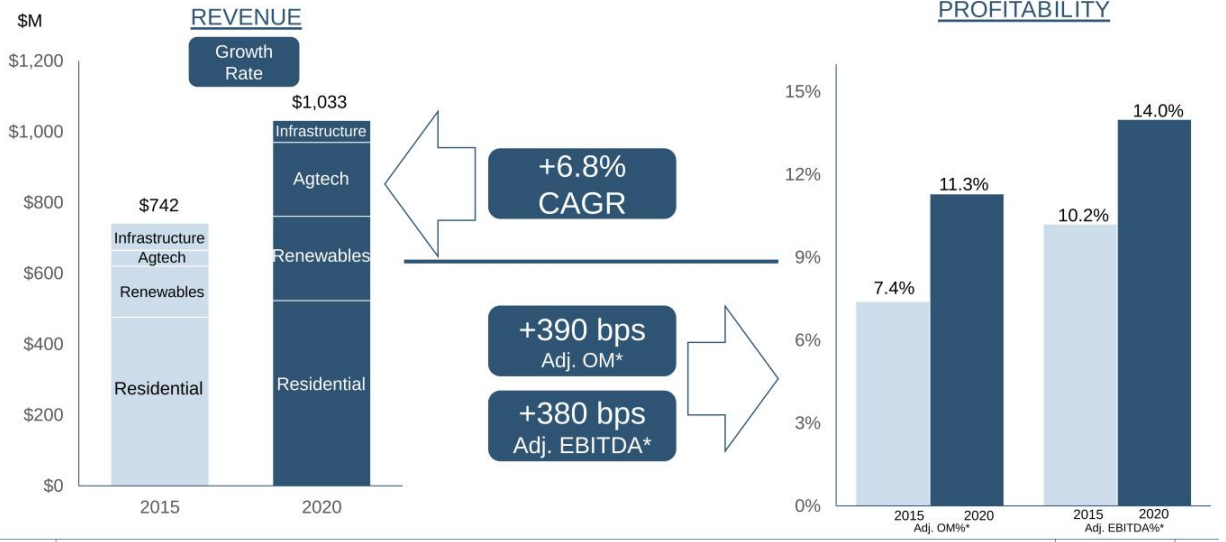 $M
REVENUE
Growth
Rate
$1,200
$1,000
$800
$600
$400
$200
$0
$742
Infrastructure
Agtech
Renewables
Residential
2015
$1,033
Infrastructure
Agtech
Renewables
Residential
2020
+6.8%
CAGR
+390 bps
Adj. OM*
+380 bps
Adj. EBITDA*
PROFITABILITY
15%
12%
9%
6%
3%
0%
7.4%
11.3%
10.2%
14.0%
2015 2020
Adj. OM%*
2015 2020
Adj. EBITDA%*